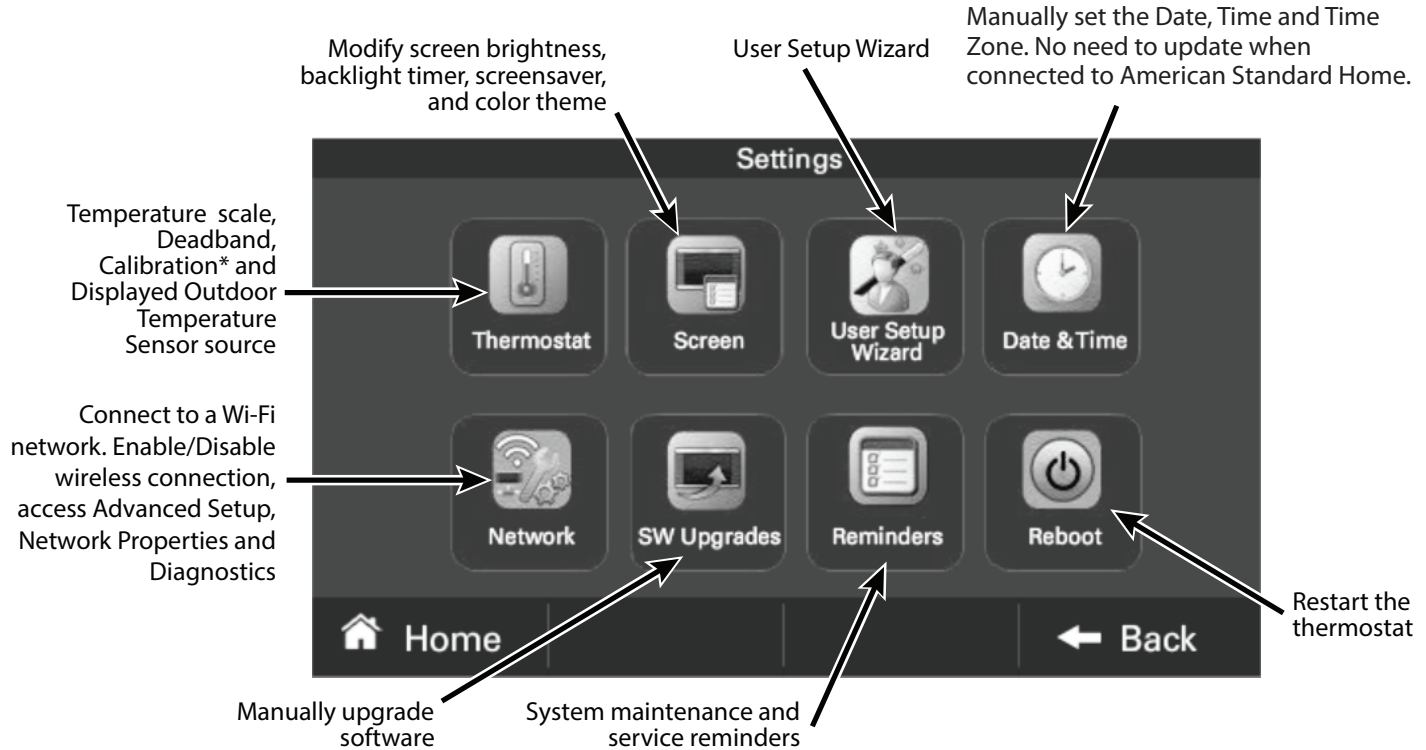 Modify screen brightness,
backlight timer, screensaver,
and color theme
User Setup Wizard
Manually set the Date, Time and Time
Zone. No need to update when
connected to American Standard Home.
Settings
Temperature scale,
Deadband,
Calibration* and
Displayed Outdoor
Temperature
Sensor source
Thermostat
Screen
User Setup
Wizard
Date & Time
Connect to a Wi-Fi
network. Enable/Disable
wireless connection,
access Advanced Setup,
Network Properties and
Diagnostics
Network
SW Upgrades
Reminders
Reboot
Restart the
thermostat
Home
Back
Manually upgrade
software
System maintenance and
service reminders